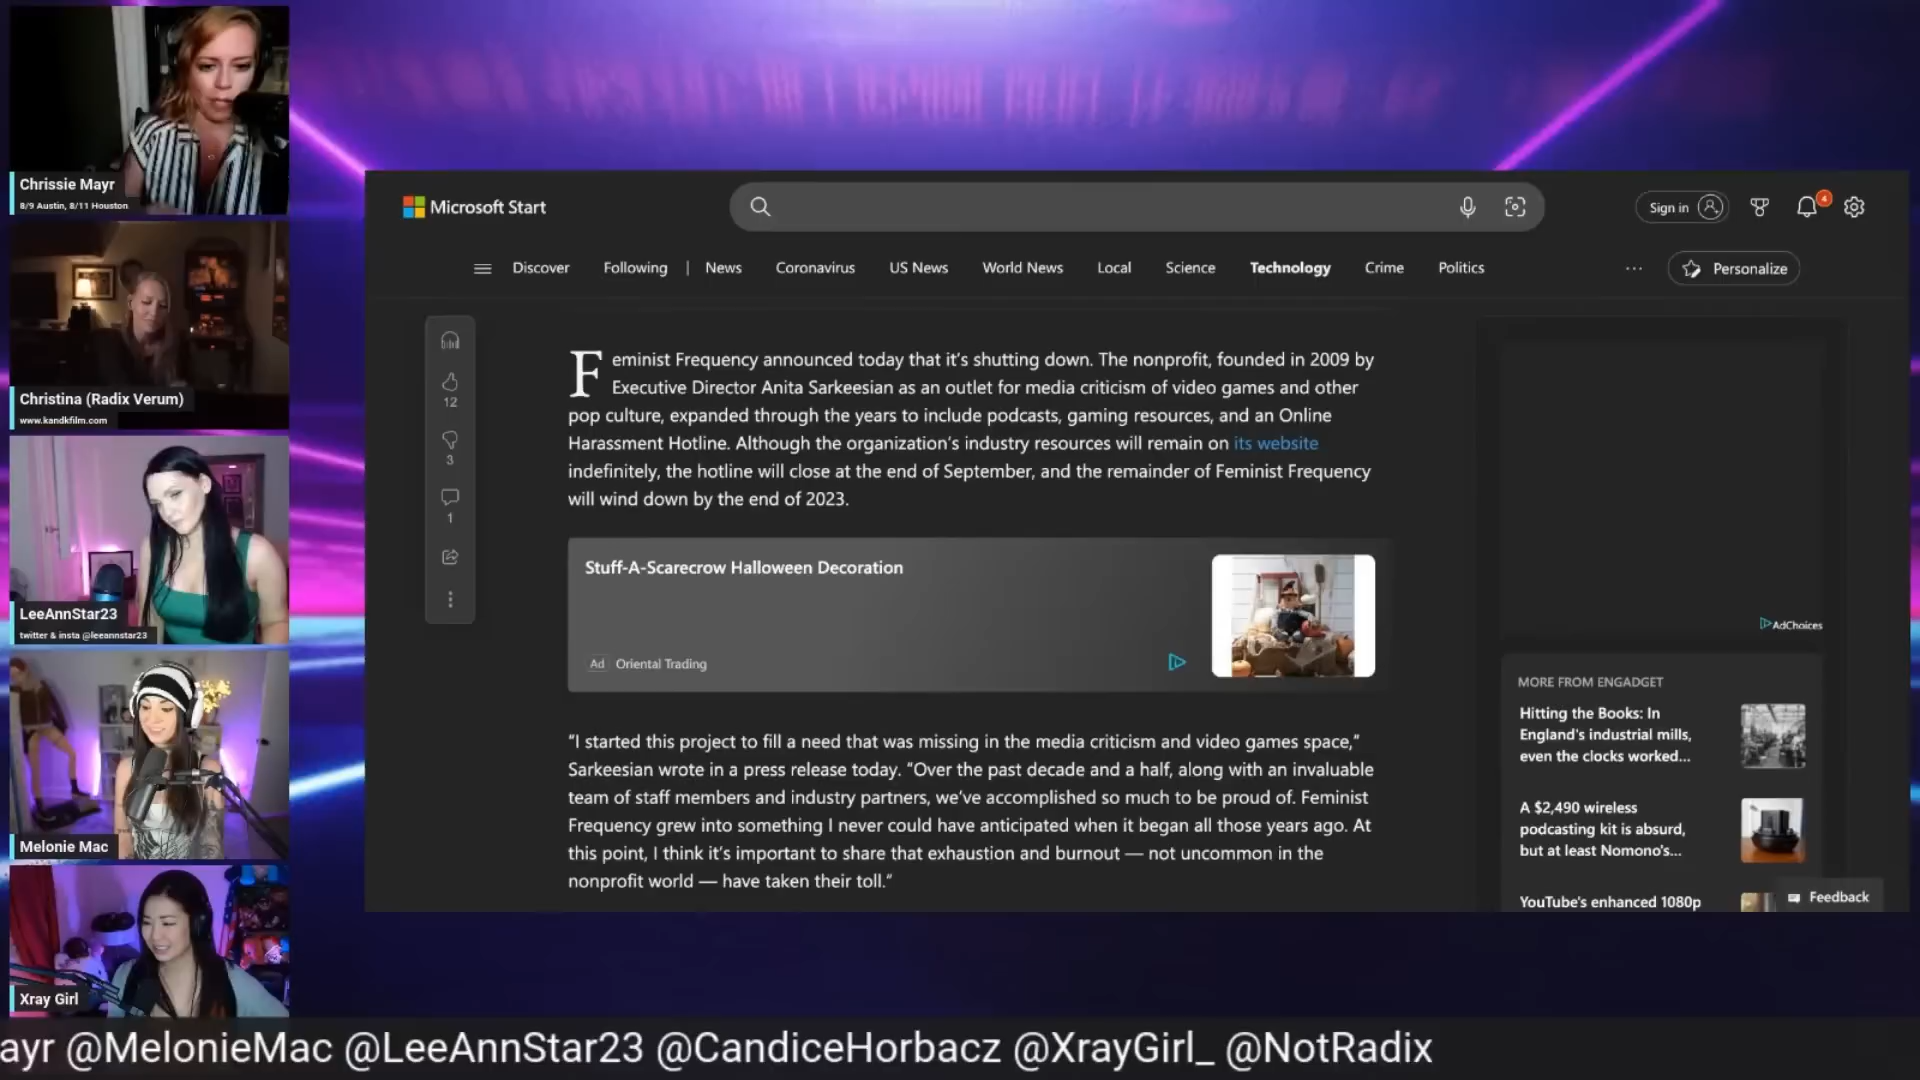 Chrissie Mayr
8/9 Austin, 8/11 Houston
Christina (Radix Verum)
www.kandkfilm.com
LeeAnnStar23
twitter & insta @leeannstar23
Melonie Mac
Xray Girl
Microsoft Start
Sign in
4
Discover
Following
|
News
Coronavirus
US News
World News
Local
Science
Technology
Crime
Politics
...
Personalize
12
3
1
Feminist Frequency announced today that it's shutting down. The nonprofit, founded in 2009 by
Executive Director Anita Sarkeesian as an outlet for media criticism of video games and other
pop culture, expanded through the years to include podcasts, gaming resources, and an Online
Harassment Hotline. Although the organization's industry resources will remain on its website
indefinitely, the hotline will close at the end of September, and the remainder of Feminist Frequency
will wind down by the end of 2023.
Stuff-A-Scarecrow Halloween Decoration
Ad Oriental Trading
"I started this project to fill a need that was missing in the media criticism and video games space,"
Sarkeesian wrote in a press release today. "Over the past decade and a half, along with an invaluable
team of staff members and industry partners, we've accomplished so much to be proud of. Feminist
Frequency grew into something I never could have anticipated when it began all those years ago. At
this point, I think it's important to share that exhaustion and burnout — not uncommon in the
nonprofit world — have taken their toll."
AdChoices
MORE FROM ENGADGET
Hitting the Books: In
England's industrial mills,
even the clocks worked...
A $2,490 wireless
podcasting kit is absurd,
but at least Nomono's...
YouTube's enhanced 1080p
Feedback
ayr @MelonieMac @LeeAnnStar23 @CandiceHorbacz @XrayGirl_ @NotRadix